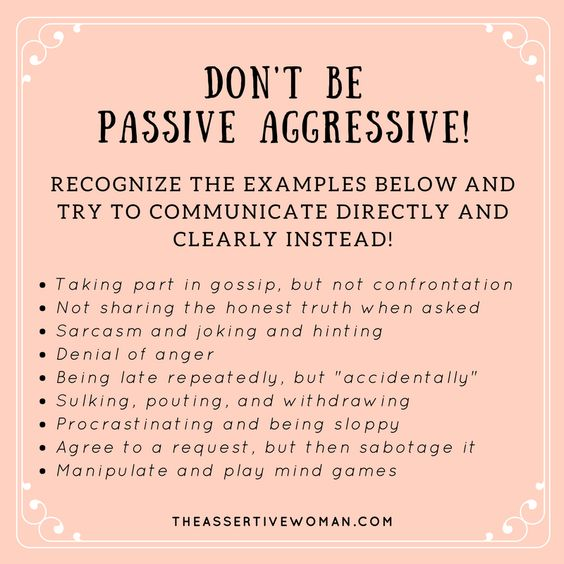 DON'T BE
PASSIVE AGGRESSIVE!
RECOGNIZE THE EXAMPLES BELOW AND
TRY TO COMMUNICATE DIRECTLY AND
CLEARLY INSTEAD!
• Taking part in gossip, but not confrontation
• Not sharing the honest truth when asked
• Sarcasm and joking and hinting
• Denial of anger
• Being late repeatedly, but "accidentally"
• Sulking, pouting, and withdrawing
• Procrastinating and being sloppy
• Agree to a request, but then sabotage it
• Manipulate and play mind games
THEASSERTIVEWOMAN.COM